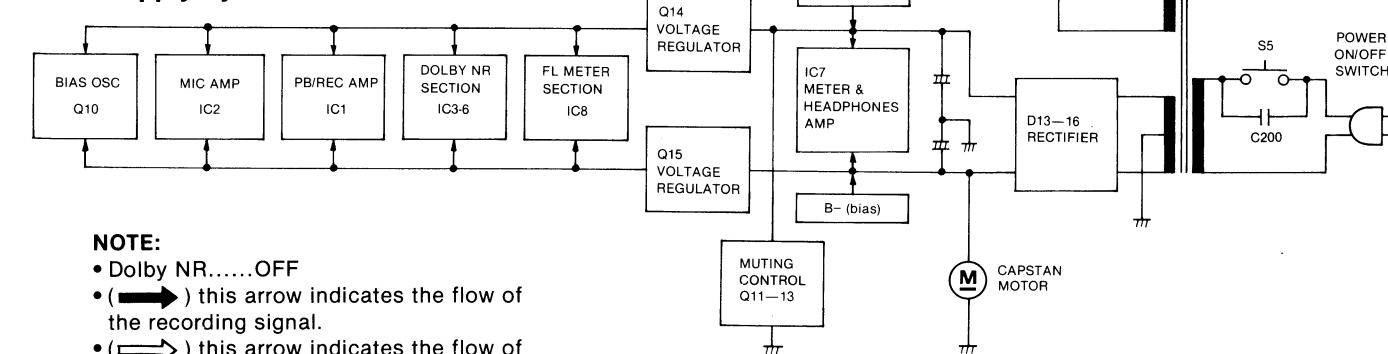 Q14
VOLTAGE
REGULATOR
BIAS OSC
Q10
MIC AMP
IC2
PB/REC AMP
IC1
DOLBY NR
SECTION
IC3-6
FL METER
SECTION
IC8
IC7
METER &
HEADPHONES
AMP
D13—16
RECTIFIER
S5
C200
POWER
ON/OFF
SWITCH
Q15
VOLTAGE
REGULATOR
B– (bias)
MUTING
CONTROL
Q11—13
M
CAPSTAN
MOTOR
NOTE:
• Dolby NR......OFF
• ( ) this arrow indicates the flow of
the recording signal.
• ( ) this arrow indicates the flow of